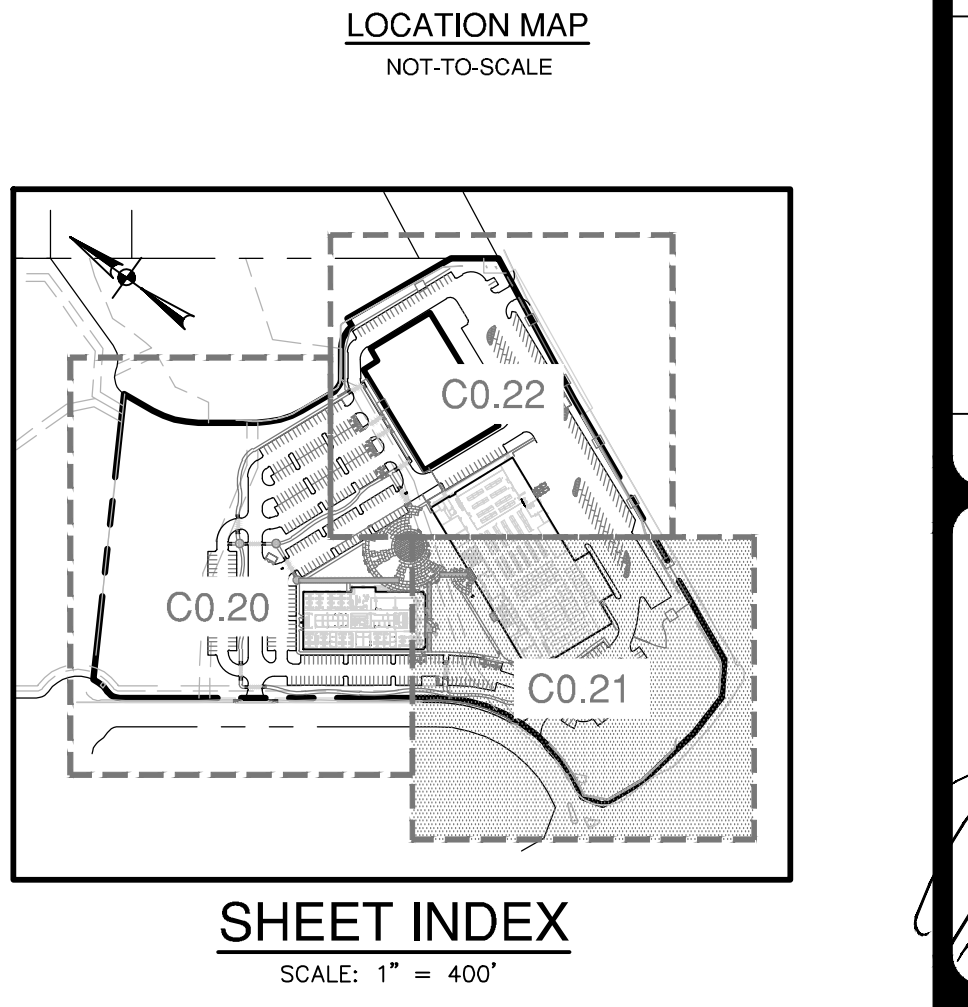 LOCATION MAP
NOT-TO-SCALE
C0.22
C0.20
C0.21
SHEET INDEX
SCALE: 1" = 400'